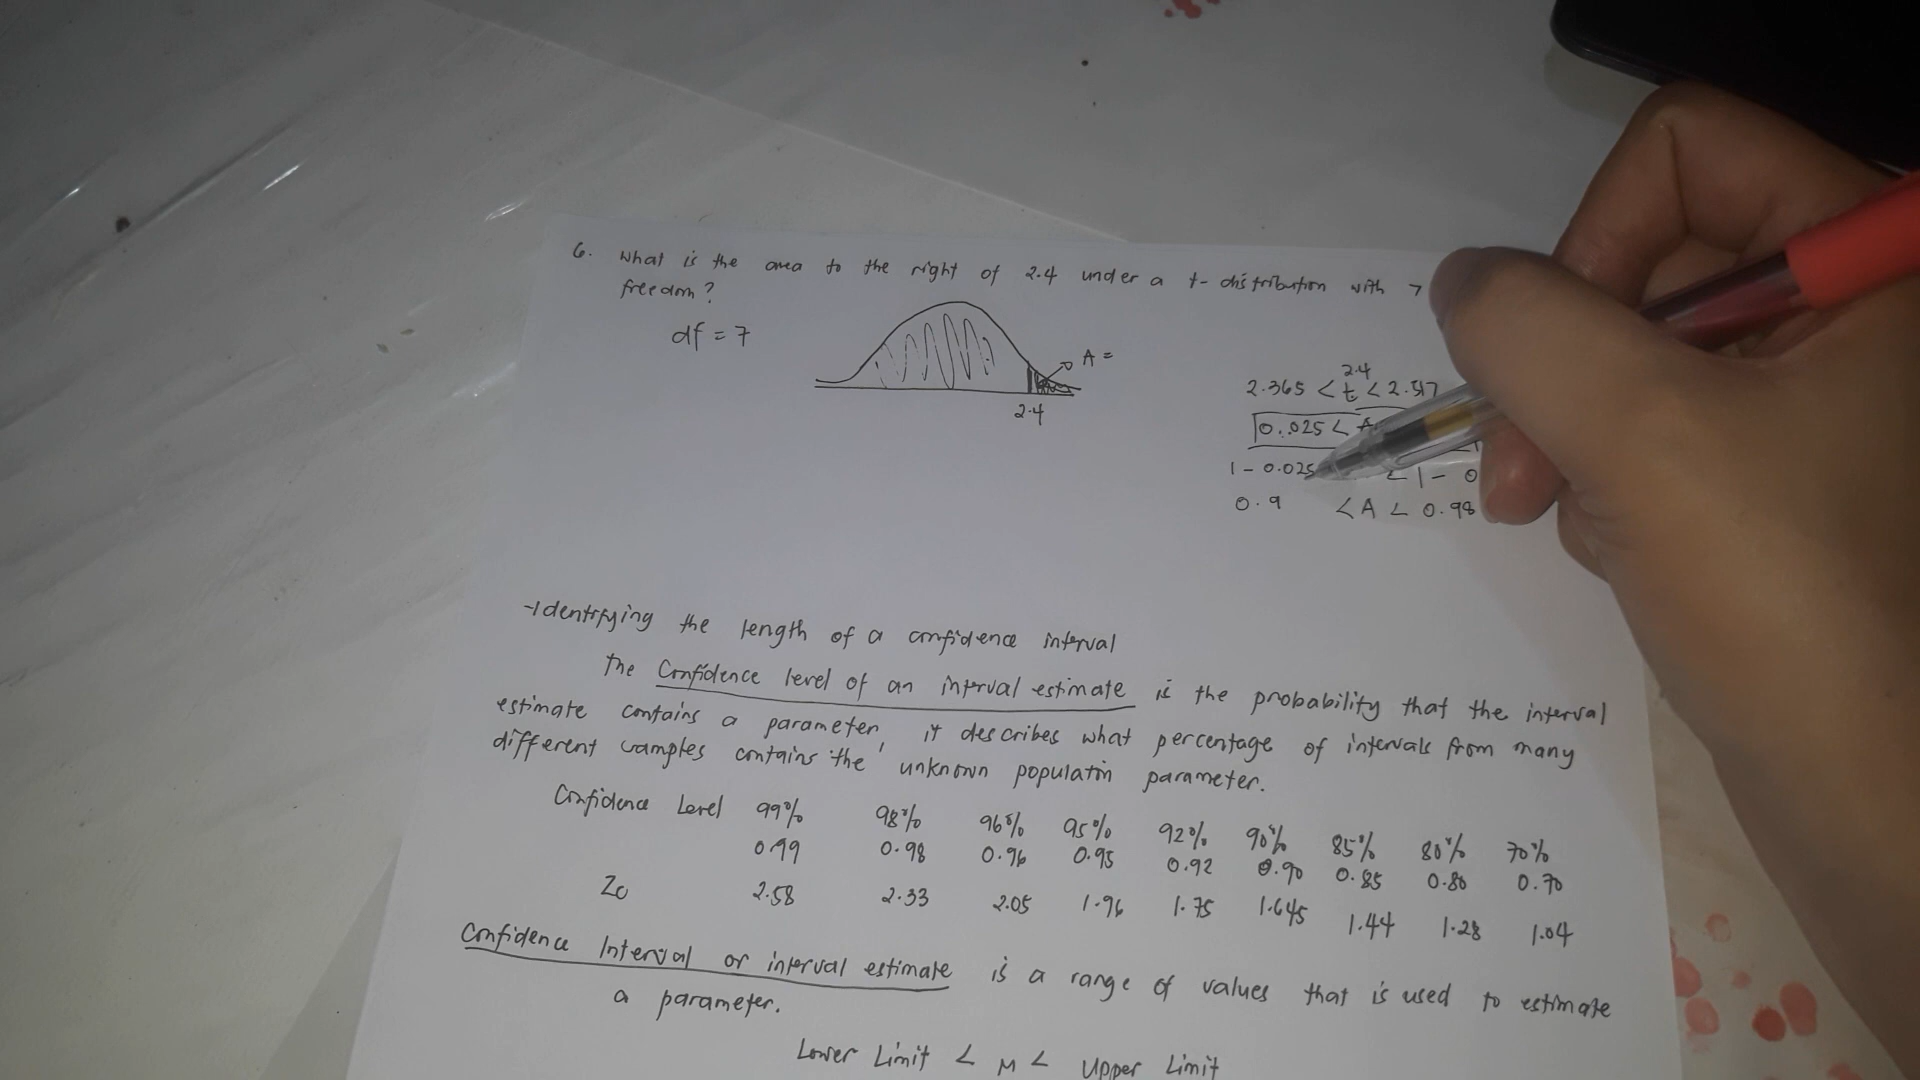 6. What is the area to the right of 2.4 under a t-distribution with 7
freedom?
df = 7
A =
2.4
2.4
2.365 < t < 2.517
0.025 <
1 - 0.025 < 1 - 0
0.9 < A < 0.98
-Identifying the length of a confidence interval
The Confidence level of an interval estimate is the probability that the interval
estimate contains a parameter, it describes what percentage of intervals from many
different samples contains the unknown population parameter.
Confidence Level 99% 98% 96% 95% 92% 90% 85% 80% 70%
0.99 0.98 0.96 0.95 0.92 0.90 0.85 0.80 0.70
Zc 2.58 2.33 2.05 1.96 1.75 1.645 1.44 1.28 1.04
Confidence Interval or interval estimate is a range of values that is used to estimate
a parameter.
Lower Limit < M < Upper Limit